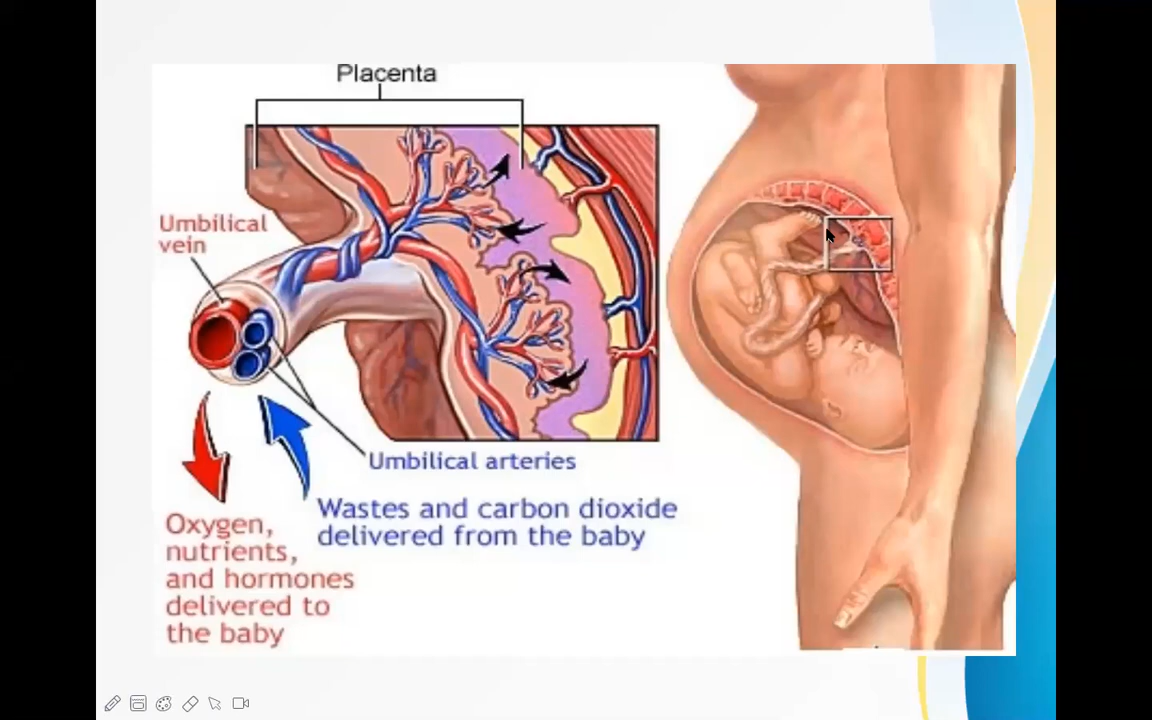 Placenta
Umbilical
vein
Umbilical arteries
Wastes and carbon dioxide
delivered from the baby
Oxygen,
nutrients,
and hormones
delivered to
the baby